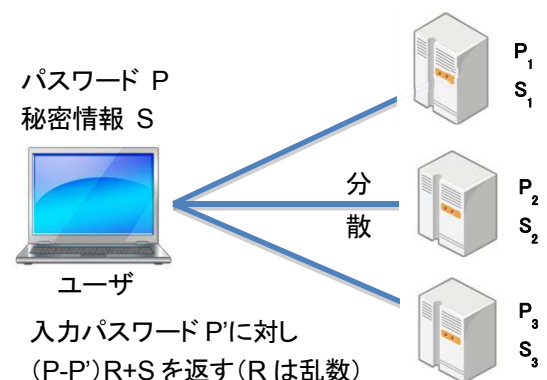 パスワード P
秘密情報 S
ユーザ
分
散
P1
S1
P2
S2
P3
S3
入力パスワード P'に対し
(P-P')R+S を返す(R は乱数)